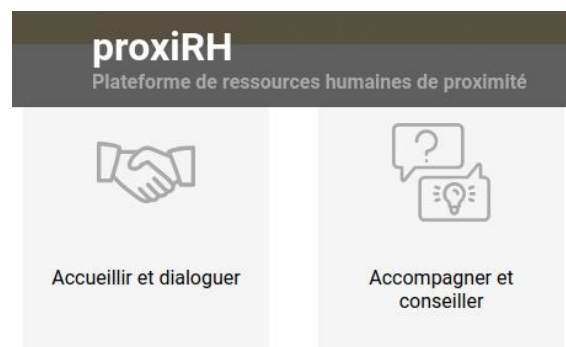 proxiRH
Plateforme de ressources humaines de proximité
?
Accueillir et dialoguer
Accompagner et
conseiller